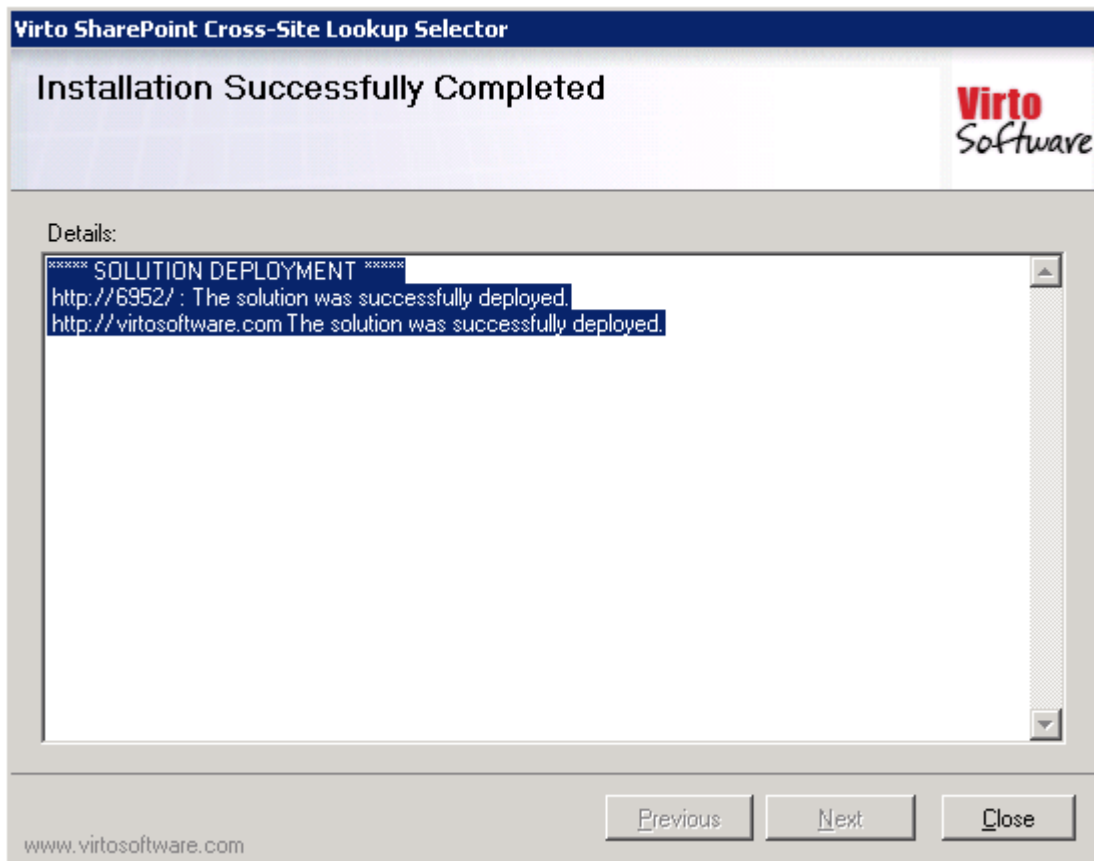 Virto SharePoint Cross-Site Lookup Selector
Installation Successfully Completed
Virto
Software
Details:
***** SOLUTION DEPLOYMENT *****
http://6952/ : The solution was successfully deployed.
http://virtosoftware.com The solution was successfully deployed.
Previous
Next
Close
www.virtosoftware.com